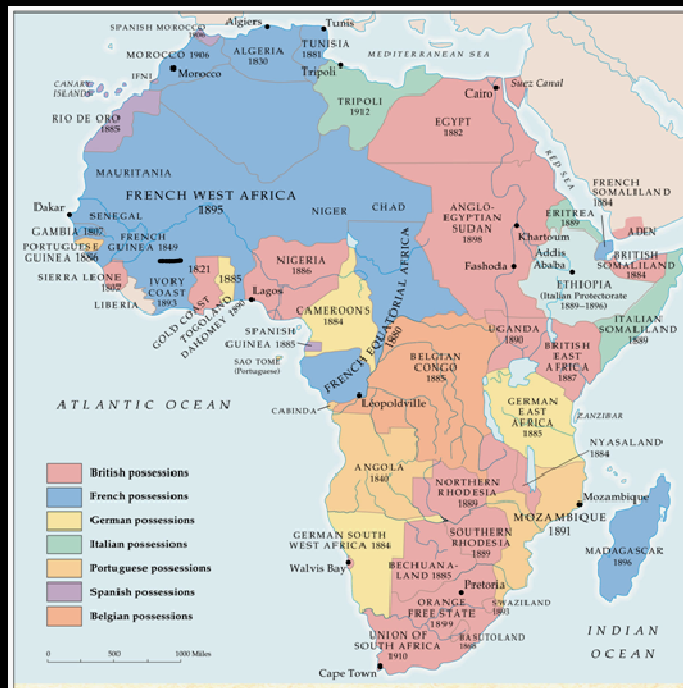 Algiers
Tunis
SPANISH MOROCCO
1906
MOROCCO 1906
ALGERIA
1830
TUNISIA
1881
MEDITERRANEAN SEA
IFNI
Morocco
Tripoli
CANARY
ISLANDS
TRIPOLI
1912
Cairo
Suez Canal
RIO DE ORO
1885
EGYPT
1882
RED SEA
MAURITANIA
FRENCH WEST AFRICA
1895
NIGER
CHAD
FRENCH
SOMALILAND
1884
Dakar
SENEGAL
ANGLO-
EGYPTIAN
SUDAN
1898
ERITREA
1889
ADEN
GAMBIA 1807
FRENCH
GUINEA 1849
Khartoum
PORTUGUESE
GUINEA 1886
Addis
Ababa
BRITISH
SOMALILAND
1884
SIERRA LEONE
IVORY
COAST
1893
1821
1885
NIGERIA
1886
Fashoda
ETHIOPIA
(Italian Protectorate
1889–1896)
LIBERIA
Lagos
GOLD COAST
TOGOLAND
DAHOMEY
CAMEROONS
1884
FRENCH EQUATORIAL AFRICA
ITALIAN
SOMALILAND
1889
SPANISH
GUINEA 1885
UGANDA
1890
BRITISH
EAST
AFRICA
1887
SAO TOME
(Portuguese)
BELGIAN
CONGO
1885
ATLANTIC OCEAN
Leopoldville
CABINDA
GERMAN
EAST
AFRICA
1885
ZANZIBAR
NYASALAND
1884
British possessions
French possessions
German possessions
Italian possessions
Portuguese possessions
Spanish possessions
Belgian possessions
ANGOLA
1840
NORTHERN
RHODESIA
1889
Mozambique
MOZAMBIQUE
1891
GERMAN SOUTH
WEST AFRICA 1884
SOUTHERN
RHODESIA
1889
MADAGASCAR
1896
Walvis Bay
BECHUANA-
LAND 1885
Pretoria
ORANGE
FREE STATE
1899
SWAZILAND
1893
UNION OF
SOUTH AFRICA
1910
BASUTOLAND
1868
INDIAN
OCEAN
0 500 1000 Miles
Cape Town